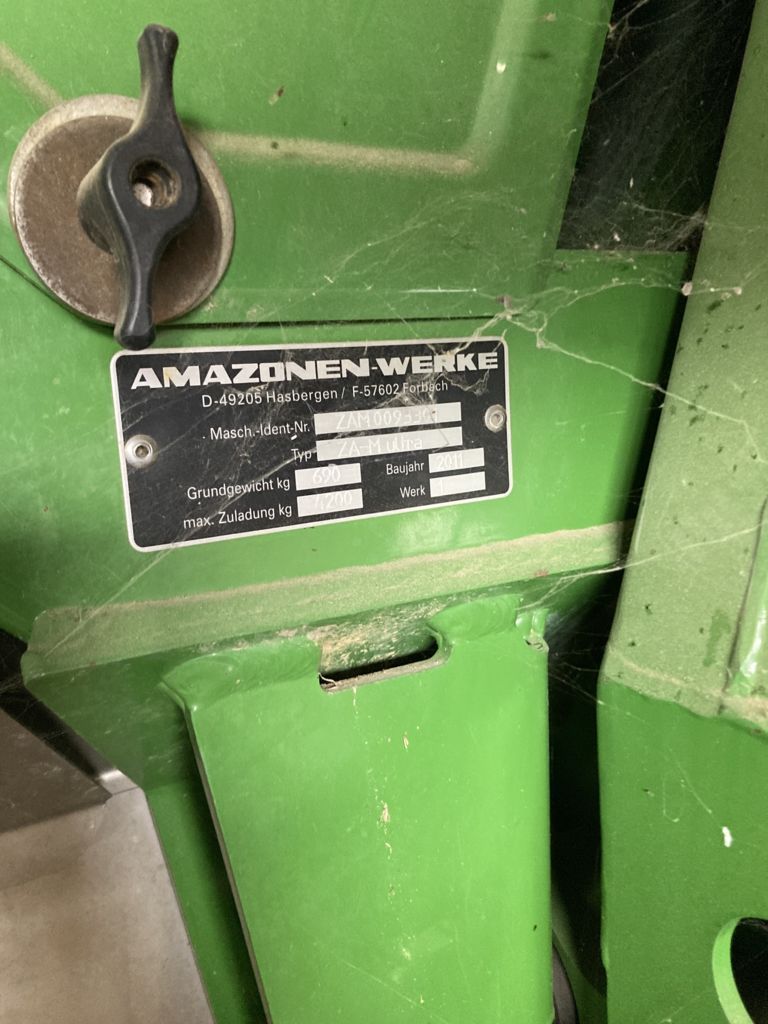 AMAZONEN-WERKE
D-49205 Hasbergen / F-57602 Forbach
Masch.-Ident-Nr.
Typ ZA-M ultra
Grundgewicht kg 690 Baujahr 2011
max. Zuladung kg 4200 Werk 1